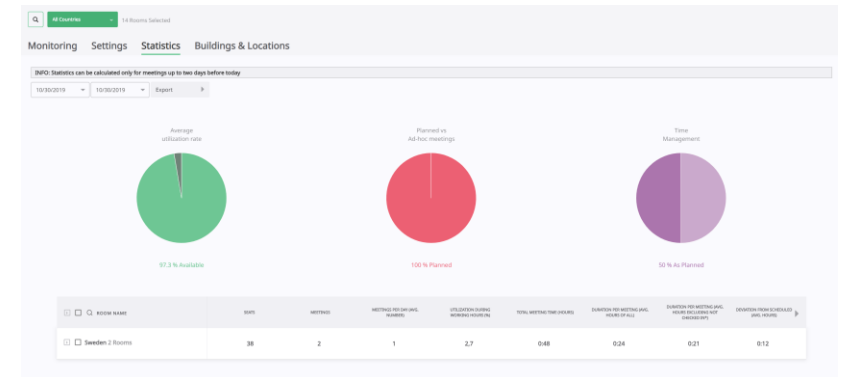 All Countries
14 Rooms Selected
Monitoring Settings Statistics Buildings & Locations
INFO: Statistics can be calculated only for meetings up to two days before today
10/30/2019 10/30/2019 Export
Average
utilization rate
Planned vs
Ad-hoc meetings
Time
Management
97.3 % Available
100 % Planned
50 % As Planned
ROOM NAME
SEATS
MEETINGS
MEETINGS PER DAY (AVG.
NUMBER)
UTILIZATION DURING
WORKING HOURS (%)
TOTAL MEETING TIME (HOURS)
DURATION PER MEETING (AVG.
HOURS OF ALL)
DURATION PER MEETING (AVG.
HOURS EXCLUDING NOT
CHECKED IN*)
DEVIATION FROM SCHEDULED
(AVG. HOURS)
Sweden 2 Rooms 38 2 1 2,7 0:48 0:24 0:21 0:12